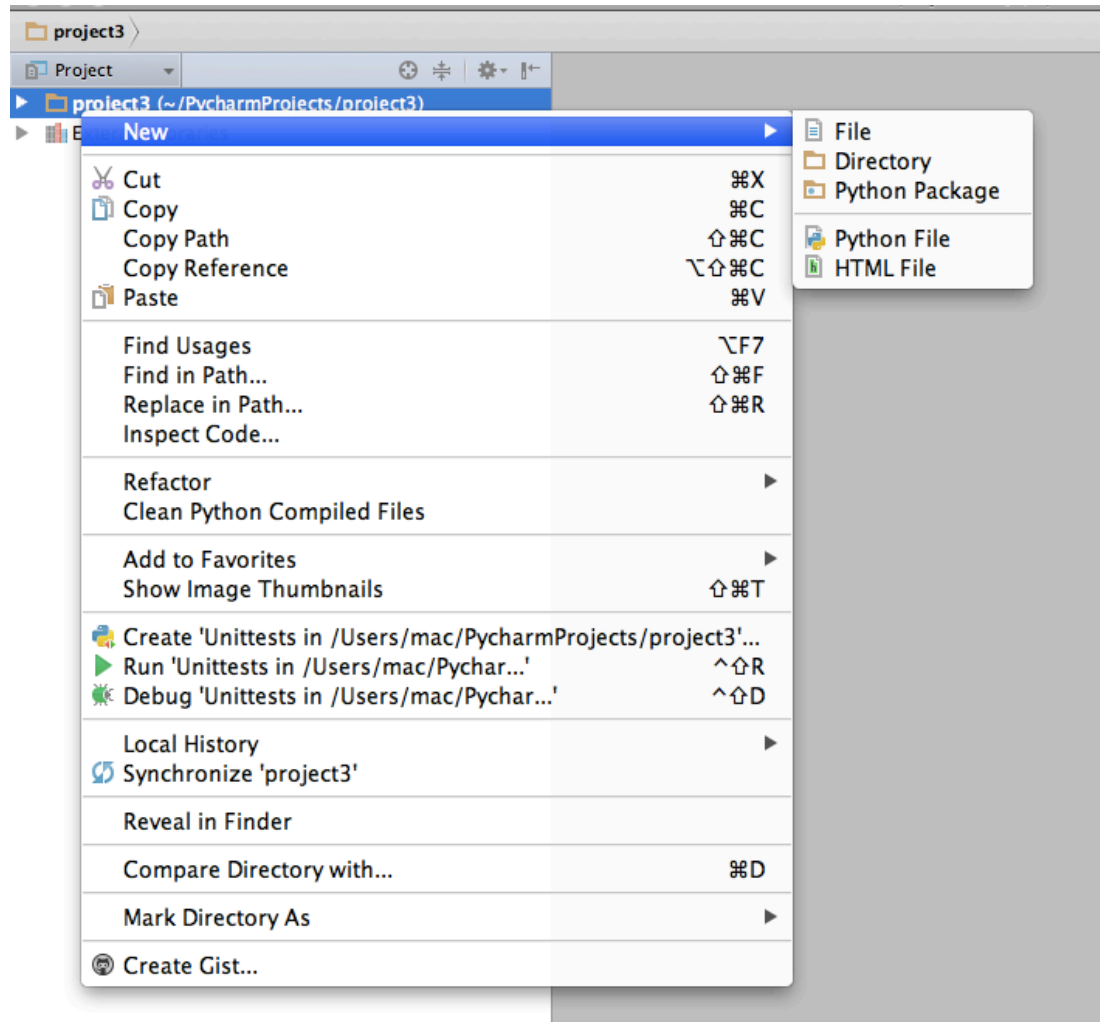 project3
Project
project3 (~/PycharmProjects/project3)
New
File
Directory
Python Package
Python File
HTML File
Cut ⌘X
Copy ⌘C
Copy Path ⇧⌘C
Copy Reference ⌥⇧⌘C
Paste ⌘V
Find Usages ⌥F7
Find in Path... ⇧⌘F
Replace in Path... ⇧⌘R
Inspect Code...
Refactor
Clean Python Compiled Files
Add to Favorites
Show Image Thumbnails ⇧⌘T
Create 'Unittests in /Users/mac/PycharmProjects/project3'...
Run 'Unittests in /Users/mac/Pychar...' ^⇧R
Debug 'Unittests in /Users/mac/Pychar...' ^⇧D
Local History
Synchronize 'project3'
Reveal in Finder
Compare Directory with... ⌘D
Mark Directory As
Create Gist...